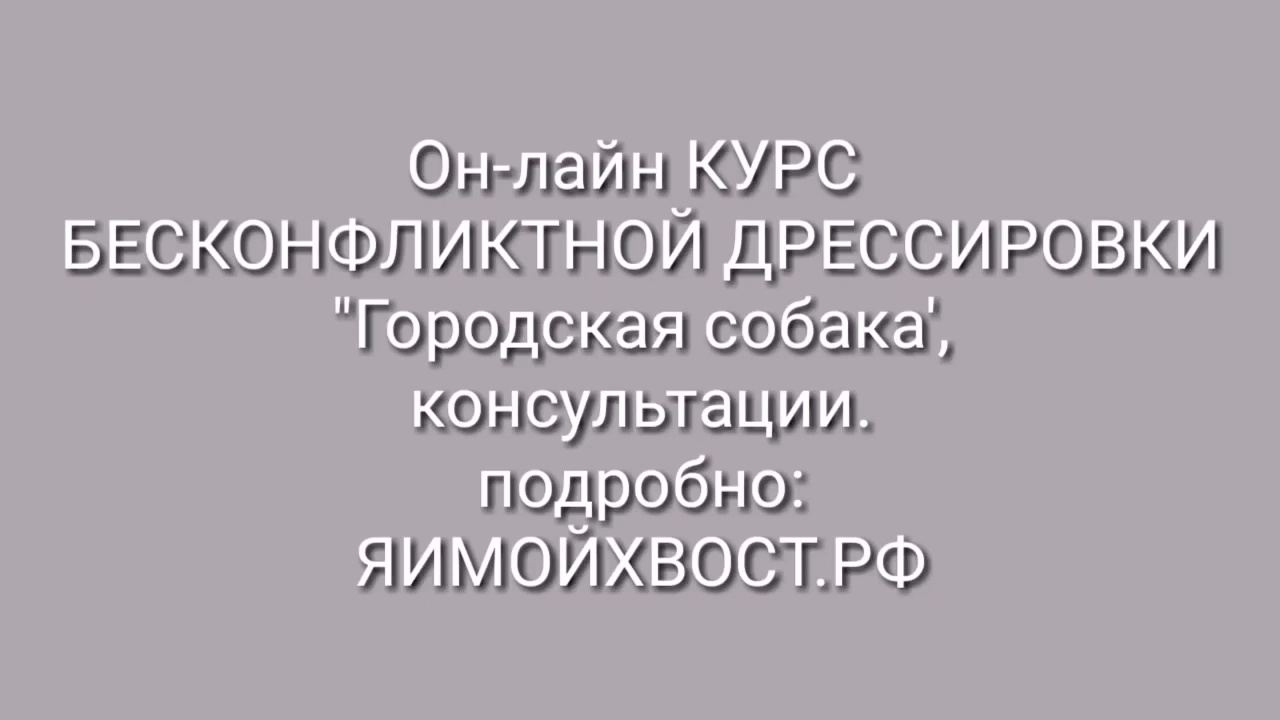 Он-лайн КУРС
БЕСКОНФЛИКТНОЙ ДРЕССИРОВКИ
"Городская собака',
консультации.
подробно:
ЯИМОЙХВОСТ.РФ